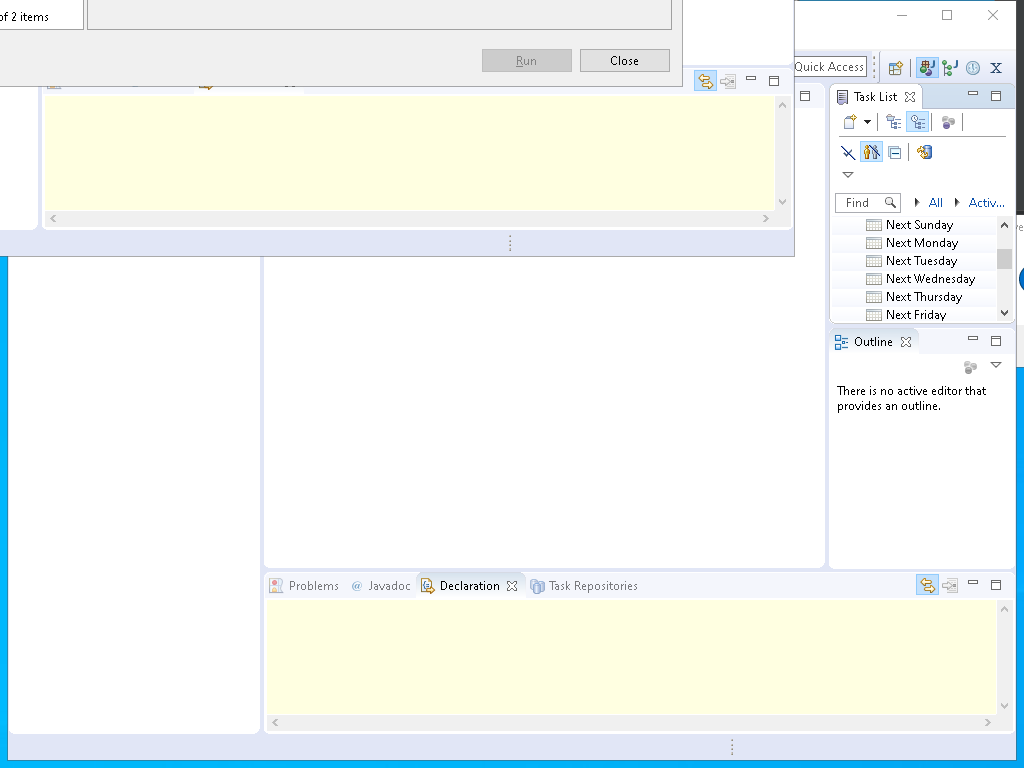 of 2 items
Run
Close
Quick Access
Task List
Find
All
Activ...
Next Sunday
Next Monday
Next Tuesday
Next Wednesday
Next Thursday
Next Friday
Outline
There is no active editor that
provides an outline.
Problems
@ Javadoc
Declaration
Task Repositories